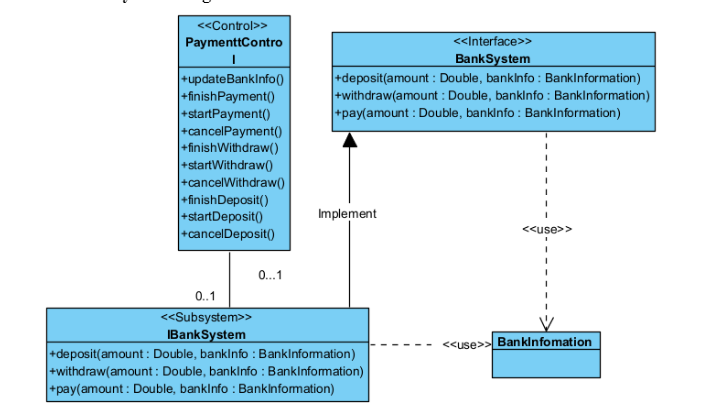 <<Control>>
PaymenttContro
l
+updateBankInfo()
+finishPayment()
+startPayment()
+cancelPayment()
+finishWithdraw()
+startWithdraw()
+cancelWithdraw()
+finishDeposit()
+startDeposit()
+cancelDeposit()
<<Interface>>
BankSystem
+deposit(amount : Double, bankInfo : BankInformation)
+withdraw(amount : Double, bankInfo : BankInformation)
+pay(amount : Double, bankInfo : BankInformation)
Implement
<<use>>
0...1
0..1
<<Subsystem>>
IBankSystem
+deposit(amount : Double, bankInfo : BankInformation)
+withdraw(amount : Double, bankInfo : BankInformation)
+pay(amount : Double, bankInfo : BankInformation)
<<use>>
BankInfomation